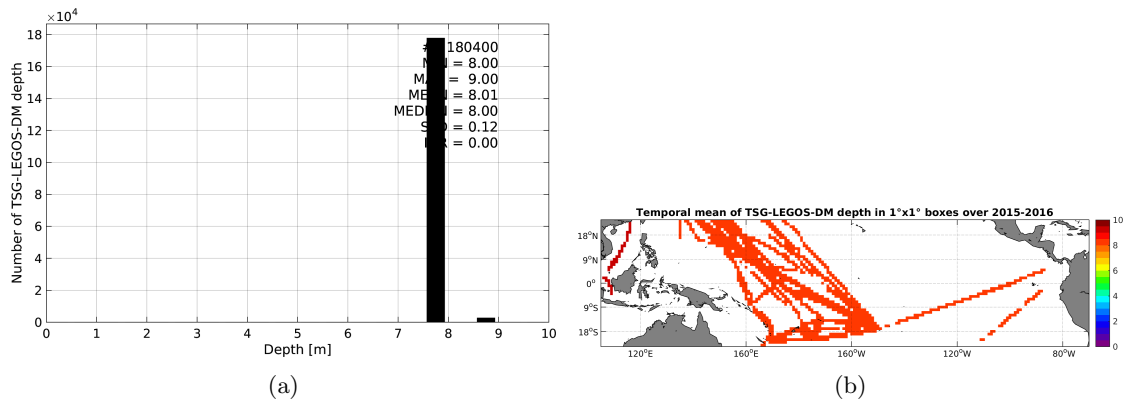 ×10⁴
18
16
14
12
10
8
6
4
2
0
Number of TSG-LEGOS-DM depth
180400
= 8.00
= 9.00
= 8.01
= 8.00
= 0.12
= 0.00
0 1 2 3 4 5 6 7 8 9 10
Depth [m]
(a)
Temporal mean of TSG-LEGOS-DM depth in 1°x1° boxes over 2015-2016
18°N
9°N
0°
9°S
18°S
120°E 160°E 160°W 120°W 80°W
10
8
6
4
2
0
(b)